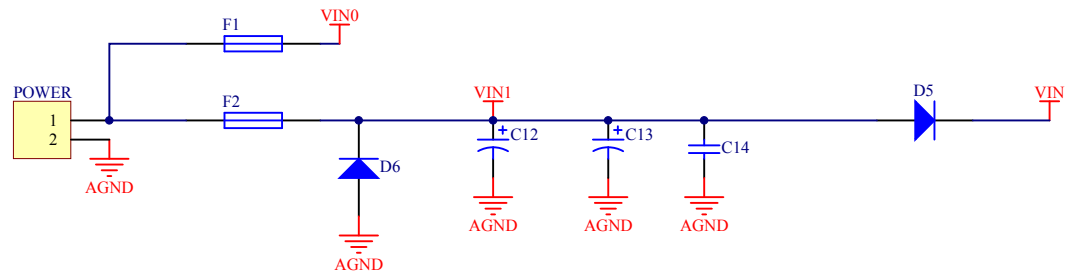 VIN0
F1
POWER
1
2
AGND
F2
VIN1
D5
VIN
+
C12
+
C13
C14
D6
AGND
AGND
AGND
AGND